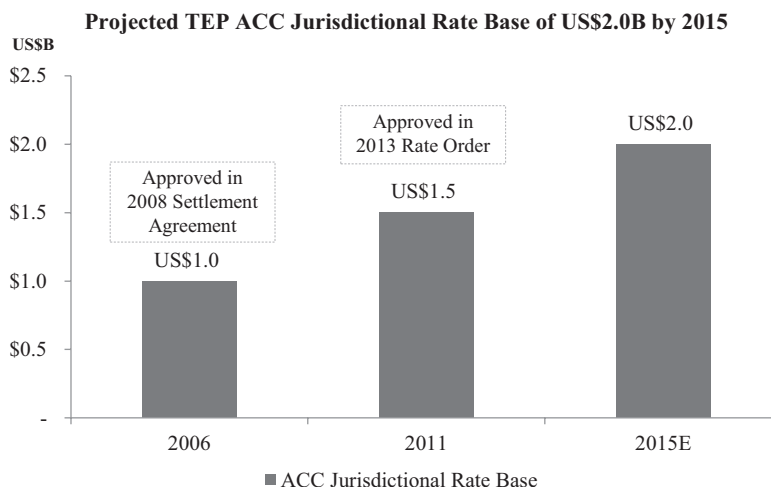 Projected TEP ACC Jurisdictional Rate Base of US$2.0B by 2015
US$B
$2.5
$2.0
$1.5
$1.0
$0.5
-
Approved in
2008 Settlement
Agreement
US$1.0
Approved in
2013 Rate Order
US$1.5
US$2.0
2006
2011
2015E
ACC Jurisdictional Rate Base